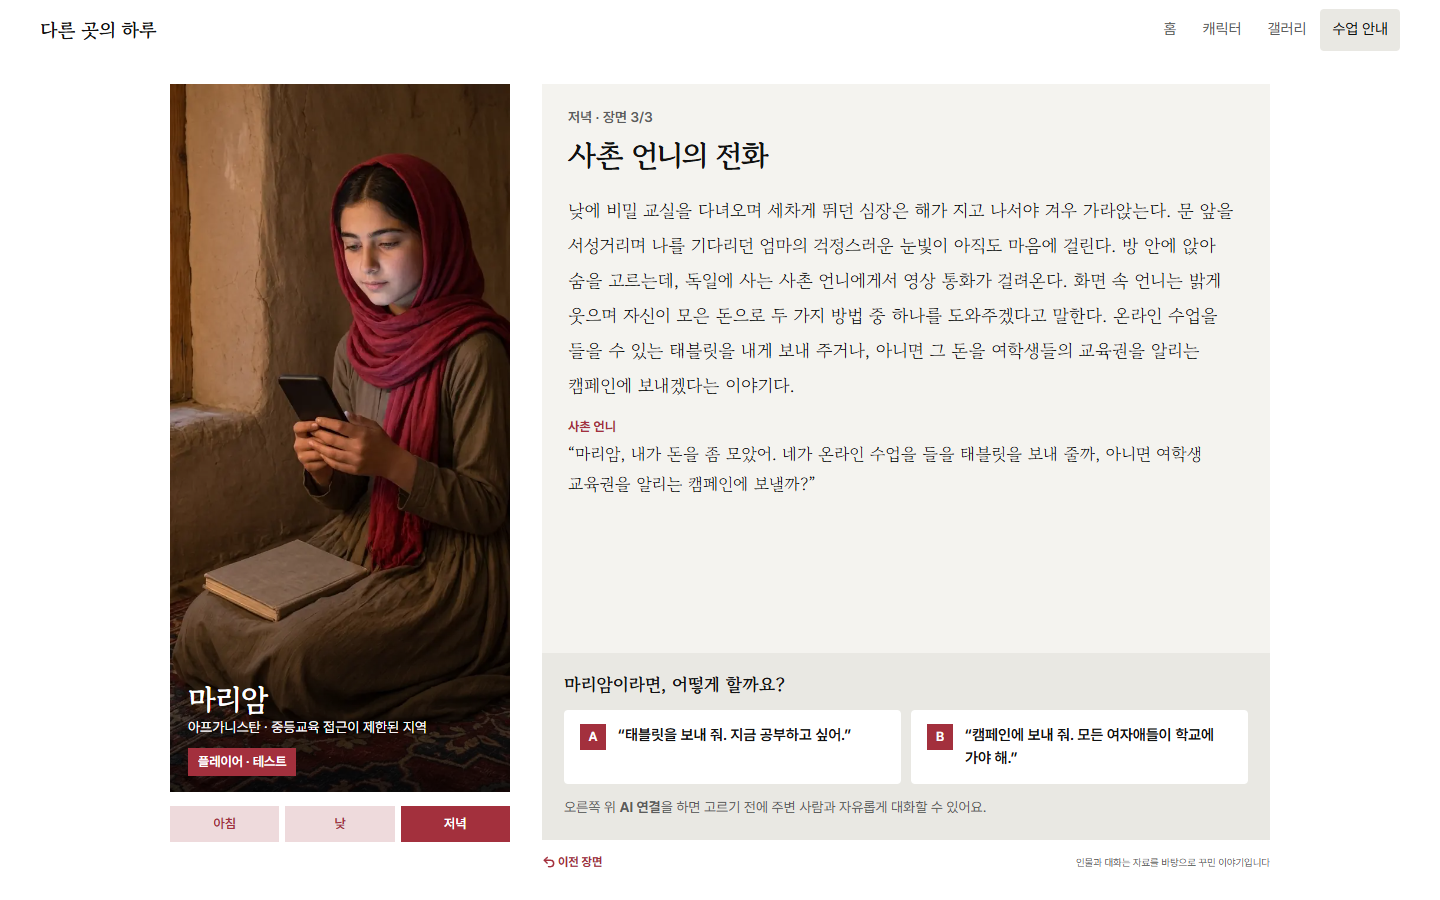 다른 곳의 하루
홈
캐릭터
갤러리
수업 안내
마리암
아프가니스탄 · 중등교육 접근이 제한된 지역
플레이어 · 테스트
아침
낮
저녁
저녁 · 장면 3/3
사촌 언니의 전화
낮에 비밀 교실을 다녀오며 세차게 뛰던 심장은 해가 지고 나서야 겨우 가라앉는다. 문 앞을
서성거리며 나를 기다리던 엄마의 걱정스러운 눈빛이 아직도 마음에 걸린다. 방 안에 앉아
숨을 고르는데, 독일에 사는 사촌 언니에게서 영상 통화가 걸려온다. 화면 속 언니는 밝게
웃으며 자신이 모은 돈으로 두 가지 방법 중 하나를 도와주겠다고 말한다. 온라인 수업을
들을 수 있는 태블릿을 내게 보내 주거나, 아니면 그 돈을 여학생들의 교육권을 알리는
캠페인에 보내겠다는 이야기다.
사촌 언니
“마리암, 내가 돈을 좀 모았어. 네가 온라인 수업을 들을 태블릿을 보내 줄까, 아니면 여학생
교육권을 알리는 캠페인에 보낼까?”
마리암이라면, 어떻게 할까요?
A “태블릿을 보내 줘. 지금 공부하고 싶어.”
B “캠페인에 보내 줘. 모든 여자애들이 학교에
가야 해.”
오른쪽 위 AI 연결을 하면 고르기 전에 주변 사람과 자유롭게 대화할 수 있어요.
이전 장면
인물과 대화는 자료를 바탕으로 꾸민 이야기입니다